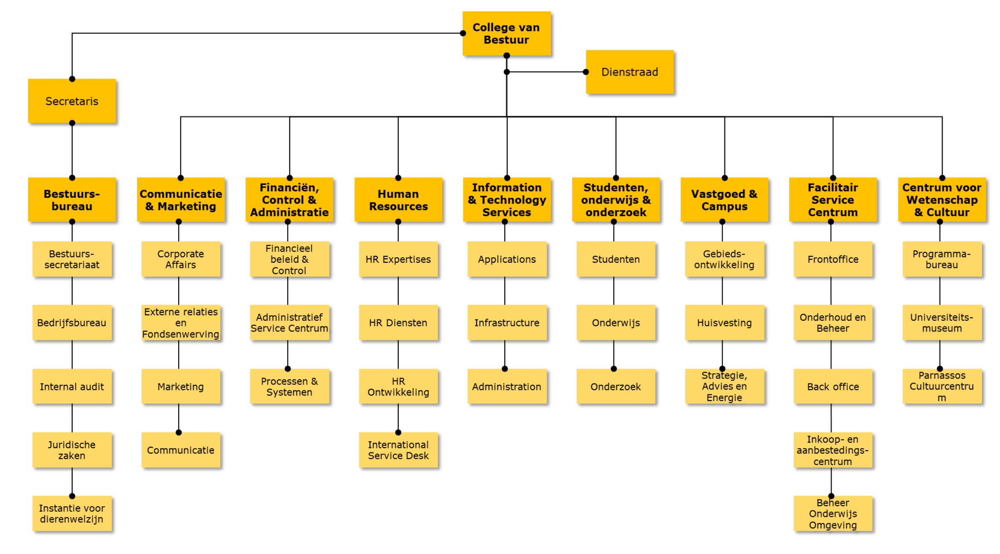 College van
Bestuur
Dienstraad
Secretaris
Bestuurs-
bureau
Communicatie
& Marketing
Financiën,
Control &
Administratie
Human
Resources
Information
& Technology
Services
Studenten,
onderwijs &
onderzoek
Vastgoed &
Campus
Facilitair
Service
Centrum
Centrum voor
Wetenschap
& Cultuur
Bestuurs-
secretariaat
Corporate
Affairs
Financieel
beleid &
Control
HR Expertises
Applications
Studenten
Gebieds-
ontwikkeling
Frontoffice
Programma-
bureau
Bedrijfsbureau
Externe relaties
en
Fondsenwerving
Administratief
Service Centrum
HR Diensten
Infrastructure
Onderwijs
Huisvesting
Onderhoud en
Beheer
Universiteits-
museum
Internal audit
Marketing
Processen &
Systemen
HR
Ontwikkeling
Administration
Onderzoek
Strategie,
Advies en
Energie
Back office
Parnassos
Cultuurcentru
m
Juridische
zaken
Communicatie
International
Service Desk
Inkoop- en
aanbestedings-
centrum
Instantie voor
dierenwelzijn
Beheer
Onderwijs
Omgeving